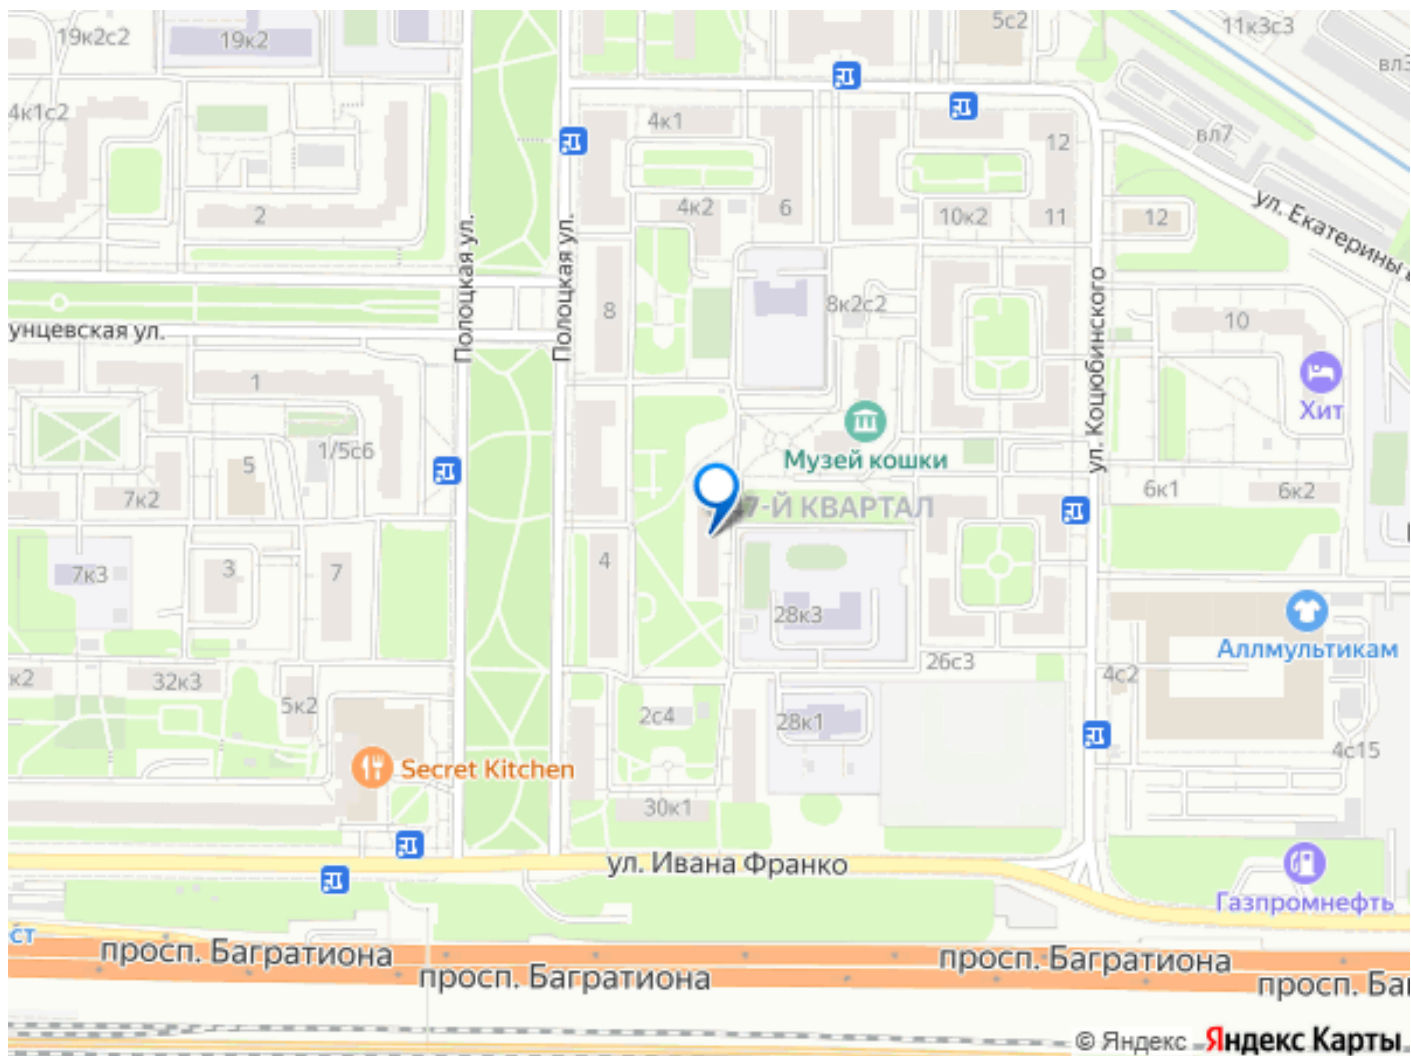 19к2с2
19к2
5с2
11к3с3
вл3
4к1с2
4к1
12
вл7
2
4к2
6
10к2
11
12
ул. Екатерины
Полоцкая ул.
Полоцкая ул.
ул. Коцюбинского
8
8к2с2
10
унцевская ул.
1
Хит
1/5с6
5
Музей кошки
7к2
6к1
6к2
47-Й КВАРТАЛ
7к3
3
7
4
28к3
Аллмультикам
26с3
4с2
к2
32к3
5к2
2с4
28к1
4с15
Secret Kitchen
30к1
ул. Ивана Франко
Газпромнефть
ст
просп. Багратиона
просп. Багратиона
просп. Багратиона
просп. Ба
© Яндекс Яндекс Карты